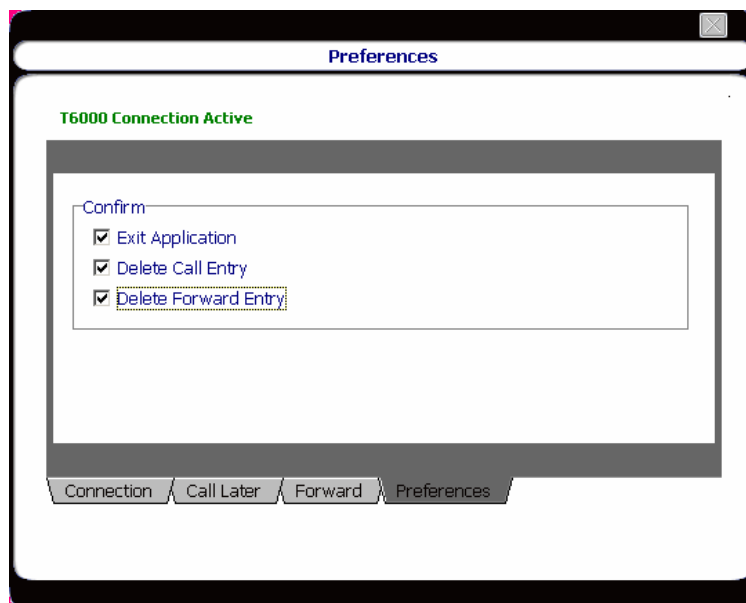 Preferences
T6000 Connection Active
Confirm
Exit Application
Delete Call Entry
Delete Forward Entry
Connection Call Later Forward Preferences